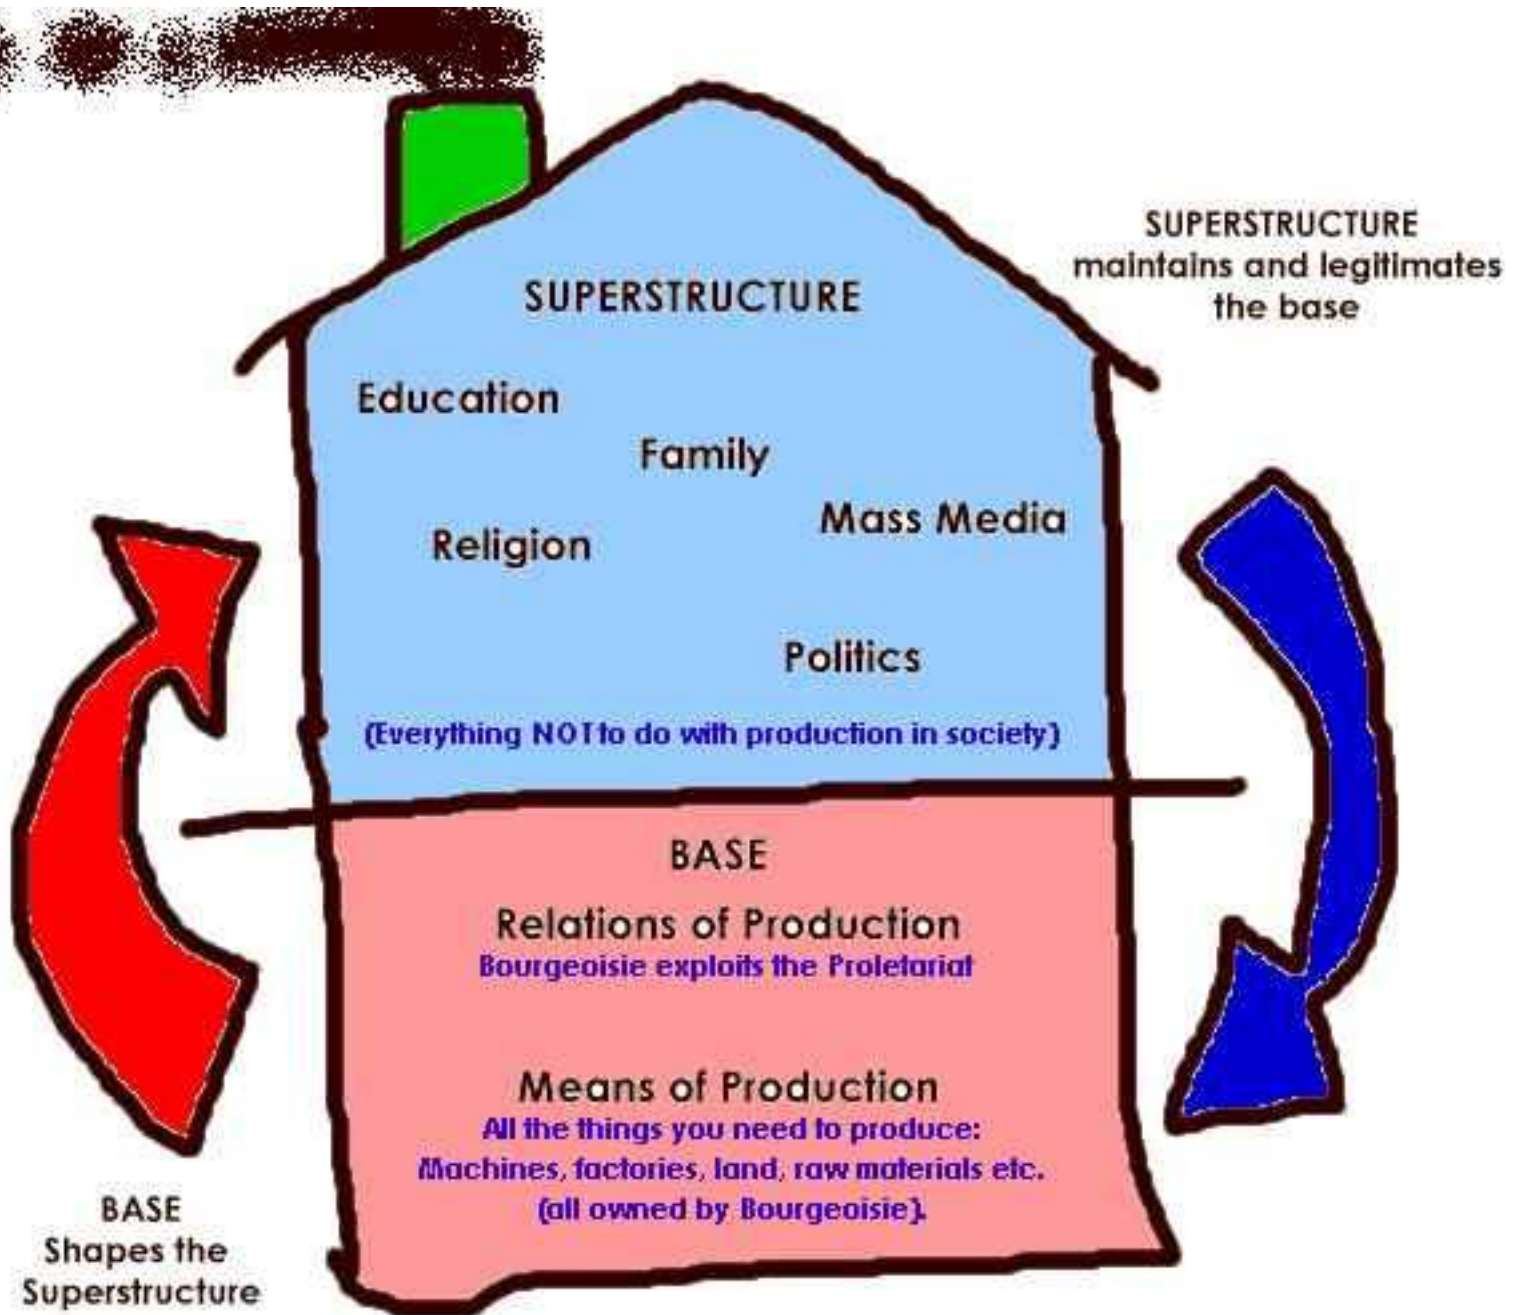 SUPERSTRUCTURE
maintains and legitimates
the base
SUPERSTRUCTURE
Education
Family
Mass Media
Religion
Politics
(Everything NOT to do with production in society)
BASE
Relations of Production
Bourgeoisie exploits the Proletariat
Means of Production
All the things you need to produce:
Machines, factories, land, raw materials etc.
(all owned by Bourgeoisie).
BASE
Shapes the
Superstructure